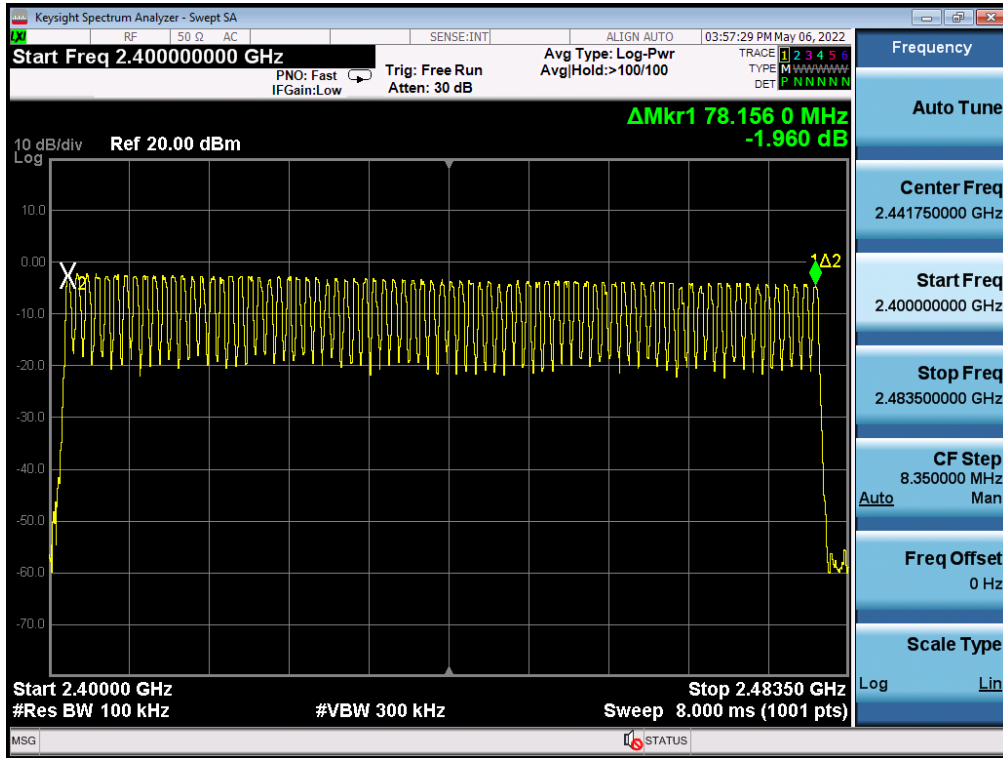 Keysight Spectrum Analyzer - Swept SA
LXI RF 50 Ω AC SENSE:INT ALIGN AUTO 03:57:29 PM May 06, 2022
Start Freq 2.400000000 GHz
PNO: Fast
IFGain:Low
Trig: Free Run
Atten: 30 dB
Avg Type: Log-Pwr
Avg|Hold:>100/100
TRACE 1 2 3 4 5 6
TYPE M WWWWW
DET P N N N N N
ΔMkr1 78.156 0 MHz
-1.960 dB
10 dB/div Ref 20.00 dBm
Log
10.0
0.00
-10.0
-20.0
-30.0
-40.0
-50.0
-60.0
-70.0
X2
1Δ2
Start 2.40000 GHz Stop 2.48350 GHz
#Res BW 100 kHz #VBW 300 kHz Sweep 8.000 ms (1001 pts)
MSG STATUS
Frequency
Auto Tune
Center Freq
2.441750000 GHz
Start Freq
2.400000000 GHz
Stop Freq
2.483500000 GHz
CF Step
8.350000 MHz
Auto Man
Freq Offset
0 Hz
Scale Type
Log Lin